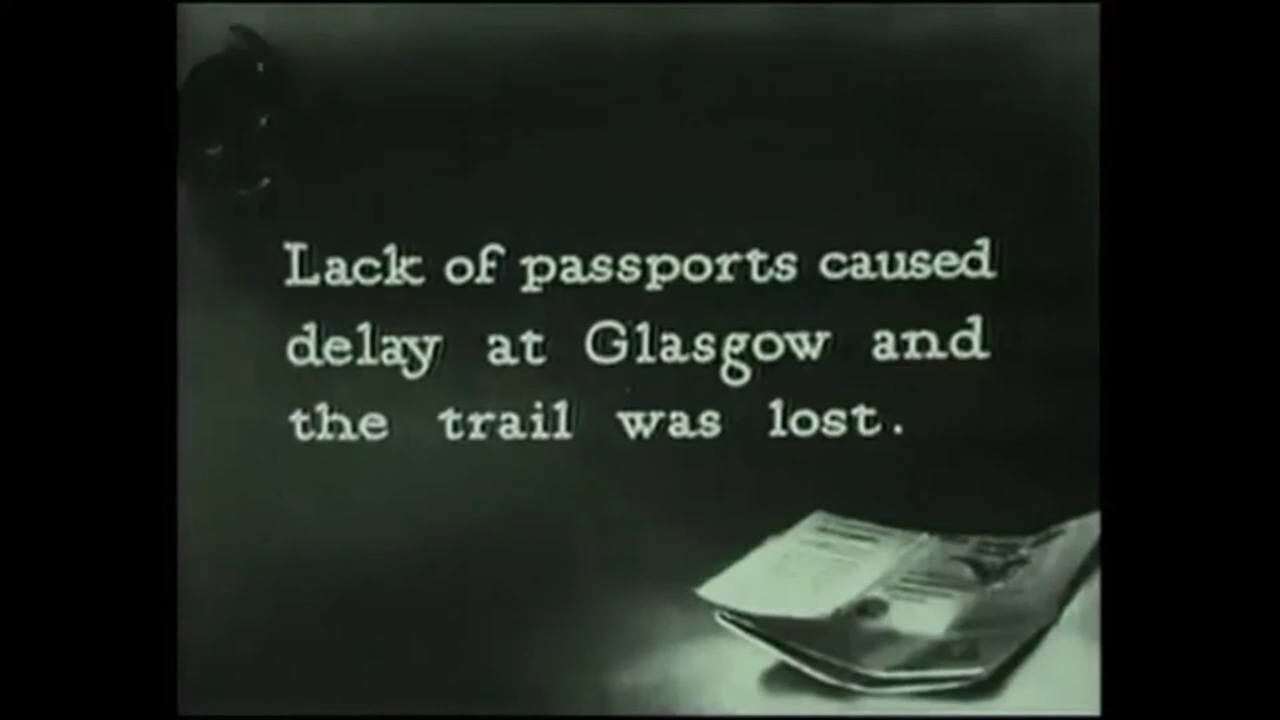 Lack of passports caused
delay at Glasgow and
the trail was lost.